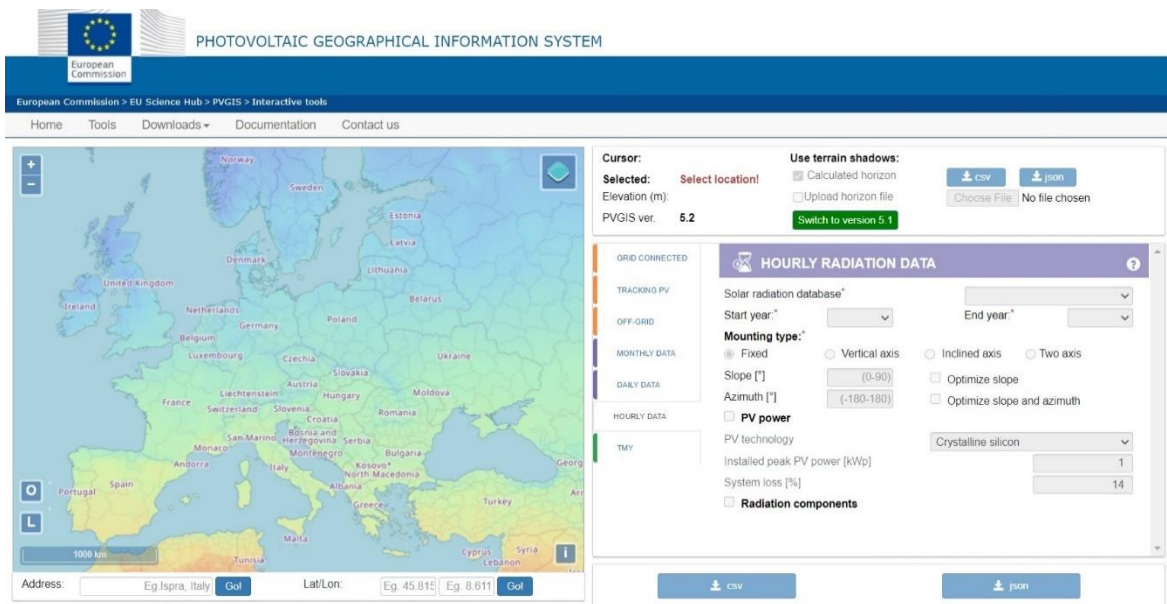 PHOTOVOLTAIC GEOGRAPHICAL INFORMATION SYSTEM
European
Commission
European Commission > EU Science Hub > PVGIS > Interactive tools
Home Tools Downloads Documentation Contact us
+
−
Norway
Sweden
Estonia
Latvia
Denmark
Lithuania
United Kingdom
Ireland
Belarus
Netherlands
Germany
Poland
Belgium
Luxembourg
Czechia
Ukraine
Slovakia
Austria
Liechtenstein
Hungary
Moldova
France
Switzerland
Slovenia
Croatia
Romania
San Marino
Bosnia and
Herzegovina
Serbia
Monaco
Montenegro
Bulgaria
Andorra
Italy
Kosovo*
North Macedonia
Georg
Albania
Portugal
Spain
Greece
Turkey
Ar
Malta
Tunisia
Cyprus
Syria
Lebanon
O
L
1000 km
i
Address: Eg.Ispra, Italy Go! Lat/Lon: Eg. 45.815 Eg. 8.611 Go!
Cursor: Use terrain shadows:
Selected: Select location! Calculated horizon csv json
Elevation (m): Upload horizon file Choose File No file chosen
PVGIS ver. 5.2 Switch to version 5.1
GRID CONNECTED
TRACKING PV
OFF-GRID
MONTHLY DATA
DAILY DATA
HOURLY DATA
TMY
HOURLY RADIATION DATA ?
Solar radiation database*
Start year:* End year:*
Mounting type:*
Fixed Vertical axis Inclined axis Two axis
Slope [°] (0-90) Optimize slope
Azimuth [°] (-180-180) Optimize slope and azimuth
PV power
PV technology Crystalline silicon
Installed peak PV power [kWp] 1
System loss [%] 14
Radiation components
csv json